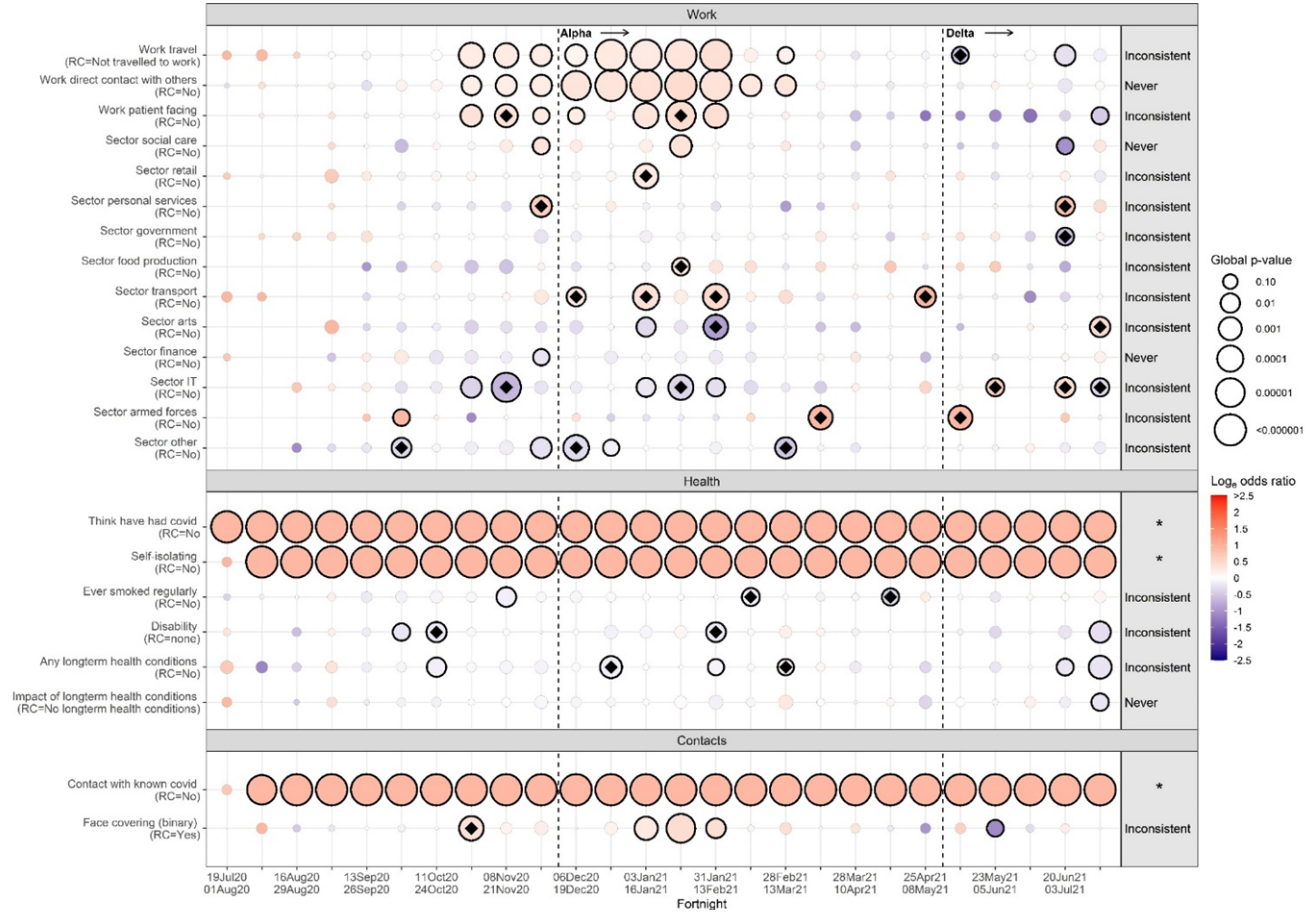 Work
Alpha →
Delta →
Work travel
(RC=Not travelled to work)
Inconsistent
Work direct contact with others
(RC=No)
Never
Work patient facing
(RC=No)
Inconsistent
Sector social care
(RC=No)
Never
Sector retail
(RC=No)
Inconsistent
Sector personal services
(RC=No)
Inconsistent
Sector government
(RC=No)
Inconsistent
Sector food production
(RC=No)
Inconsistent
Sector transport
(RC=No)
Inconsistent
Sector arts
(RC=No)
Inconsistent
Sector finance
(RC=No)
Never
Sector IT
(RC=No)
Inconsistent
Sector armed forces
(RC=No)
Inconsistent
Sector other
(RC=No)
Inconsistent
Health
Think have had covid
(RC=No
*
Self-isolating
(RC=No)
*
Ever smoked regularly
(RC=No)
Inconsistent
Disability
(RC=none)
Inconsistent
Any longterm health conditions
(RC=No)
Inconsistent
Impact of longterm health conditions
(RC=No longterm health conditions)
Never
Contacts
Contact with known covid
(RC=No)
*
Face covering (binary)
(RC=Yes)
Inconsistent
19Jul20 16Aug20 13Sep20 11Oct20 08Nov20 06Dec20 03Jan21 31Jan21 28Feb21 28Mar21 25Apr21 23May21 20Jun21
01Aug20 29Aug20 26Sep20 24Oct20 21Nov20 19Dec20 16Jan21 13Feb21 13Mar21 10Apr21 08May21 05Jun21 03Jul21
Fortnight
Global p-value
0.10
0.01
0.001
0.0001
0.00001
<0.000001
Logₑ odds ratio
>2.5
2
1.5
1
0.5
0
-0.5
-1
-1.5
-2
-2.5